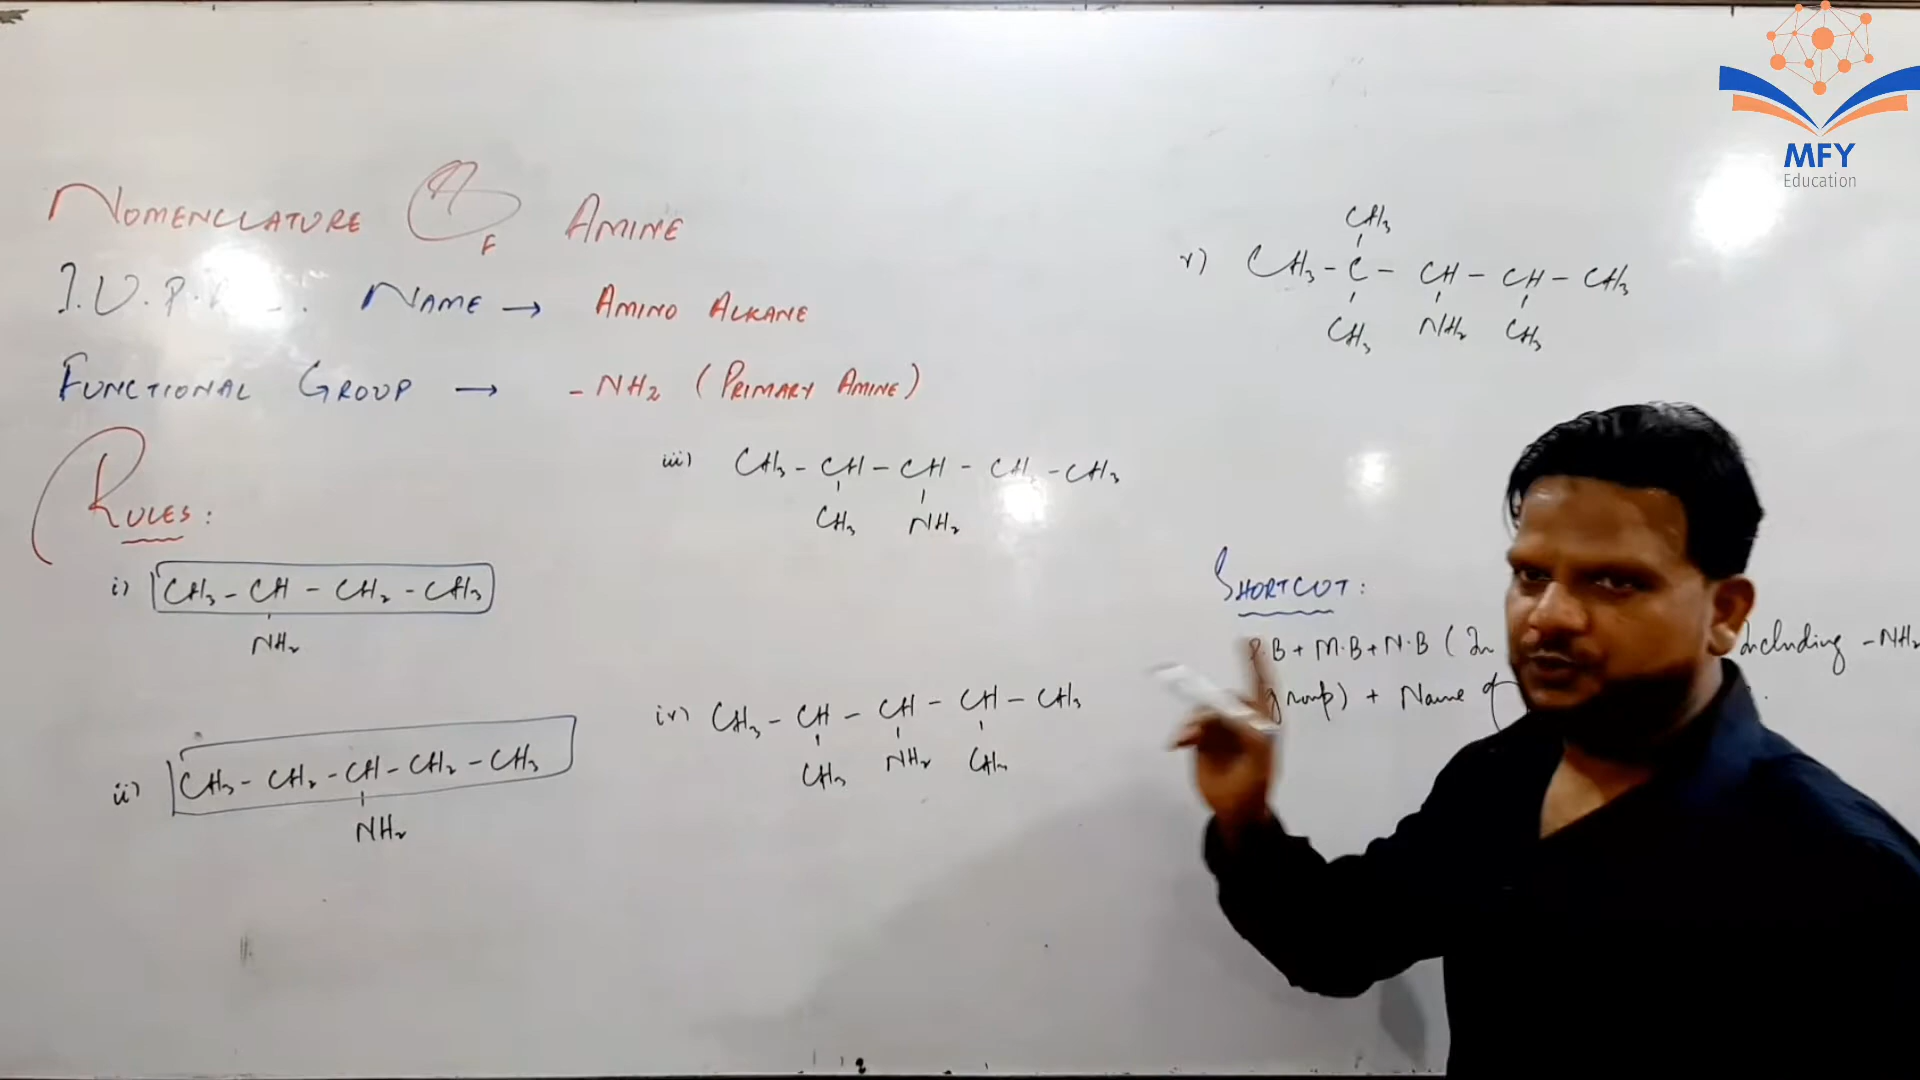 MFY
Education
NOMENCLATURE OF AMINE
I.U.P. NAME → AMINO ALKANE
FUNCTIONAL GROUP → -NH2 (PRIMARY AMINE)
RULES:
i) CH3 - CH - CH2 - CH3
NH2
ii) CH3 - CH2 - CH - CH2 - CH3
NH2
iii) CH3 - CH - CH - CH2 - CH3
CH3 NH2
iv) CH3 - CH - CH - CH - CH3
CH3 NH2 CH3
CH3
v) CH3 - C - CH - CH - CH3
CH3 NH2 CH3
SHORTCUT:
P.B + M.B + N.B (In including -NH2
group) + Name of